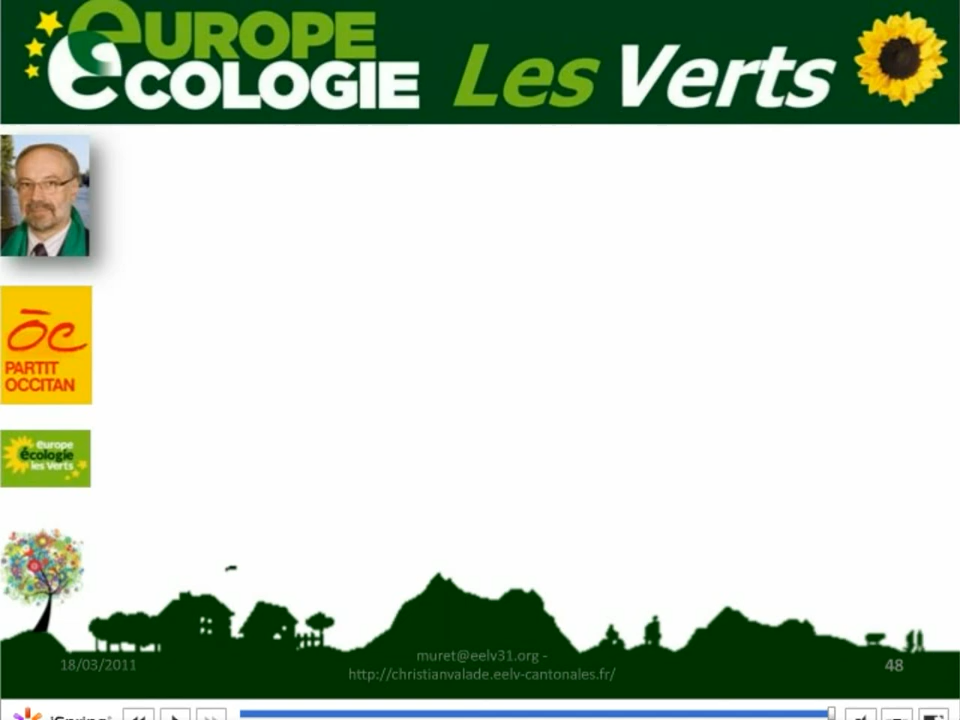 EUROPE
ECOLOGIE Les Verts
ōc
PARTIT
OCCITAN
europe
écologie
les Verts
18/03/2011
muret@eelv31.org -
http://christianvalade.eelv-cantonales.fr/
48